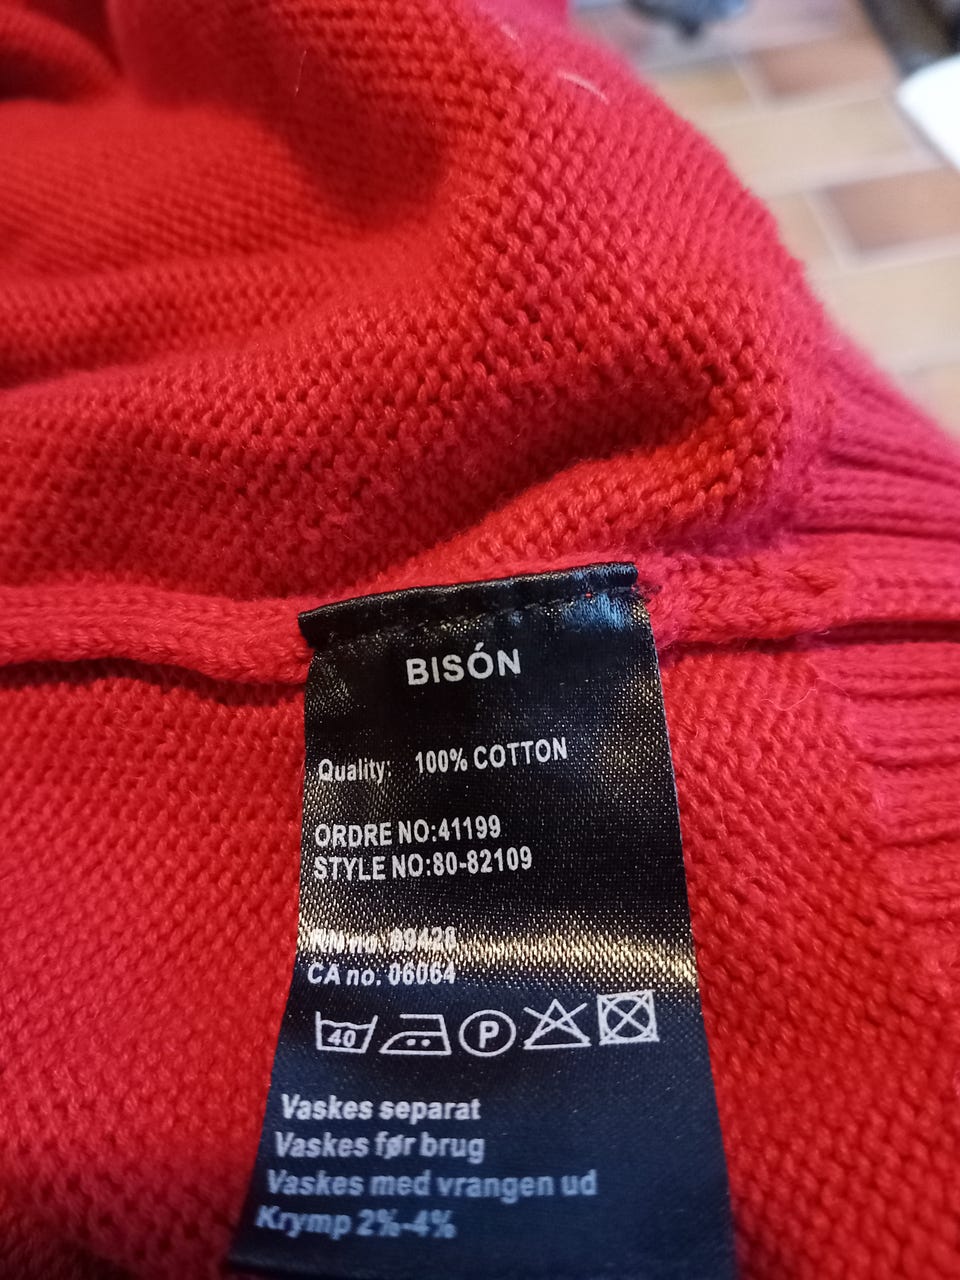 BISÓN
Quality: 100% COTTON
ORDRE NO:41199
STYLE NO:80-82109
RN no. 89428
CA no. 06064
40 P
Vaskes separat
Vaskes før brug
Vaskes med vrangen ud
Krymp 2%-4%